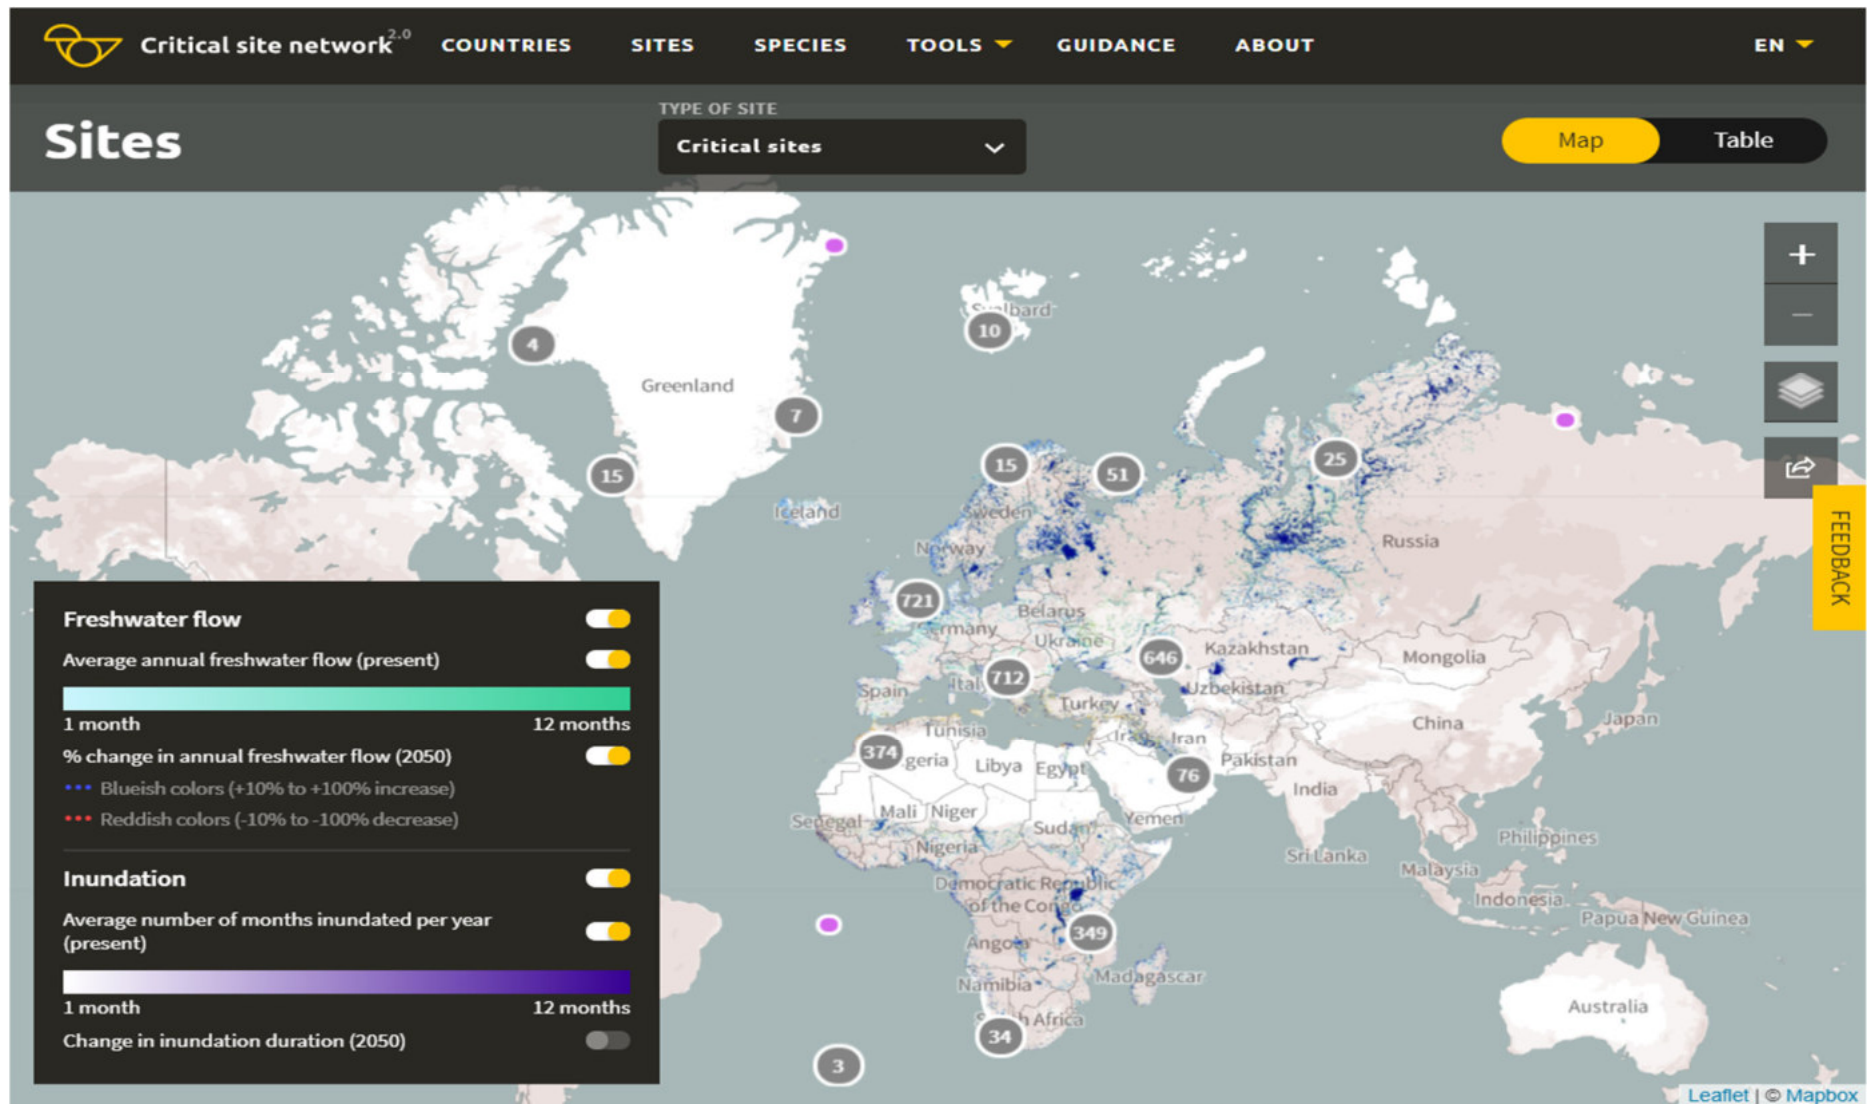 Critical site network 2.0 COUNTRIES SITES SPECIES TOOLS GUIDANCE ABOUT EN
TYPE OF SITE
Sites
Critical sites
Map Table
Svalbard
10
4
Greenland
7
15
15
51
25
FEEDBACK
Iceland
Sweden
Russia
Norway
721
Belarus
Germany
Ukraine
646
Kazakhstan
Mongolia
Ital
712
Spain
Uzbekistan
Turkey
China
Japan
Tunisia
Iraq
Iran
374
geria
Libya
Egypt
76
Pakistan
India
Mali
Niger
Senegal
Sudan
Yemen
Philippines
Nigeria
Sri Lanka
Malaysia
Democratic Republic
of the Congo
Indonesia
Papua New Guinea
349
Angola
Madagascar
Namibia
Australia
S h Africa
34
3
Freshwater flow
Average annual freshwater flow (present)
1 month 12 months
% change in annual freshwater flow (2050)
Blueish colors (+10% to +100% increase)
Reddish colors (-10% to -100% decrease)
Inundation
Average number of months inundated per year
(present)
1 month 12 months
Change in inundation duration (2050)
Leaflet | © Mapbox